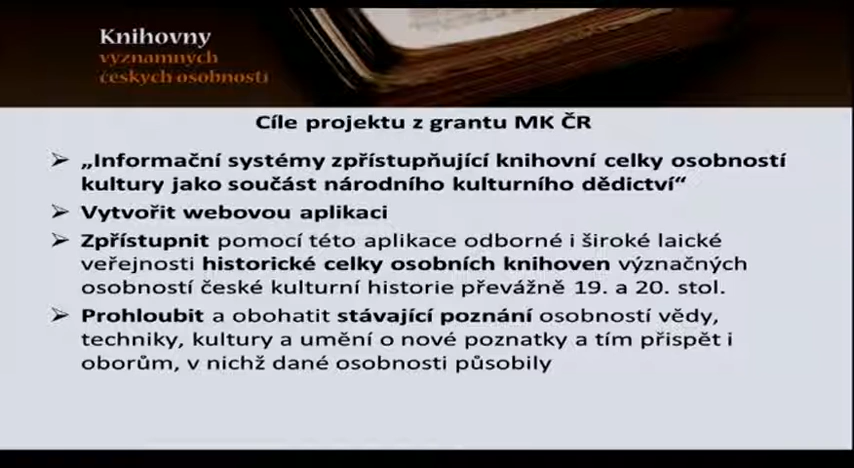 Knihovny
významných
českých osobností
Cíle projektu z grantu MK ČR
➢ „Informační systémy zpřístupňující knihovní celky osobností
kultury jako součást národního kulturního dědictví“
➢ Vytvořit webovou aplikaci
➢ Zpřístupnit pomocí této aplikace odborné i široké laické
veřejnosti historické celky osobních knihoven význačných
osobností české kulturní historie převážně 19. a 20. stol.
➢ Prohloubit a obohatit stávající poznání osobností vědy,
techniky, kultury a umění o nové poznatky a tím přispět i
oborům, v nichž dané osobnosti působily